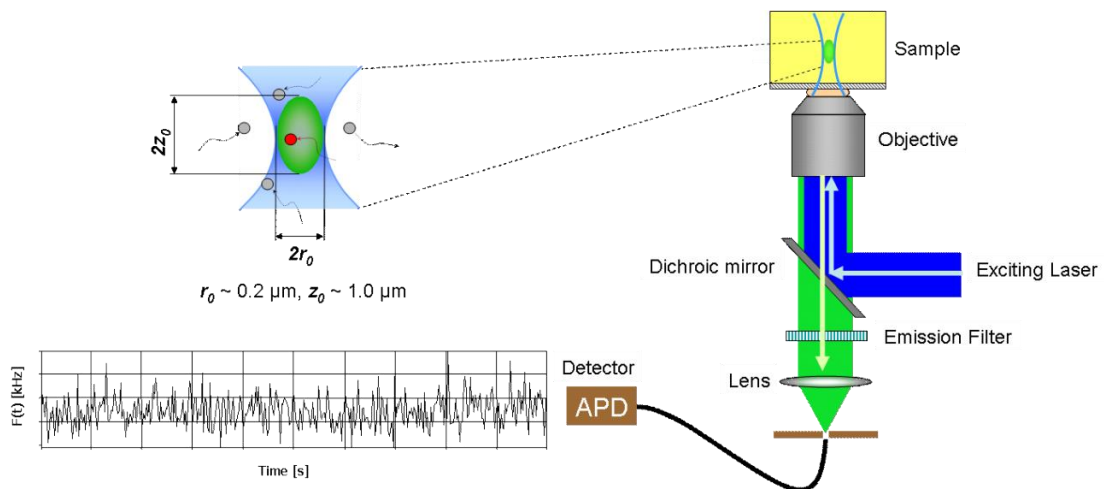 Sample
2z₀
Objective
2r₀
Dichroic mirror
Exciting Laser
r₀ ~ 0.2 µm, z₀ ~ 1.0 µm
Emission Filter
Detector
Lens
F(t) [kHz]
APD
Time [s]